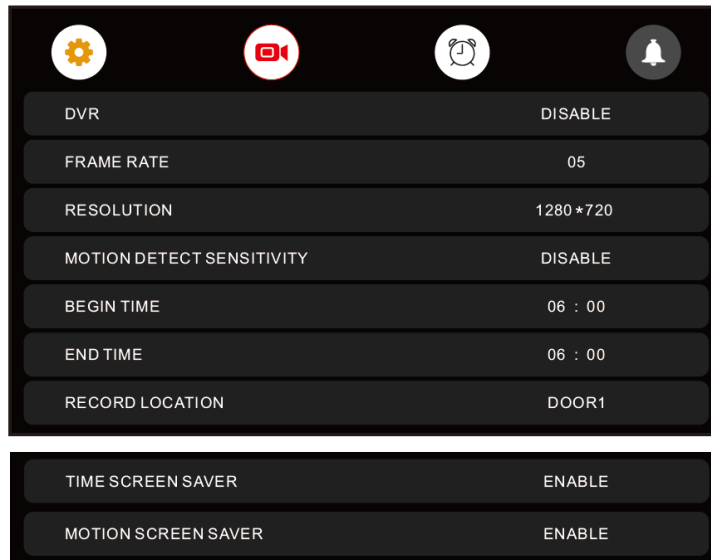 DVR DISABLE
FRAME RATE 05
RESOLUTION 1280*720
MOTION DETECT SENSITIVITY DISABLE
BEGIN TIME 06 : 00
END TIME 06 : 00
RECORD LOCATION DOOR1
TIME SCREEN SAVER ENABLE
MOTION SCREEN SAVER ENABLE